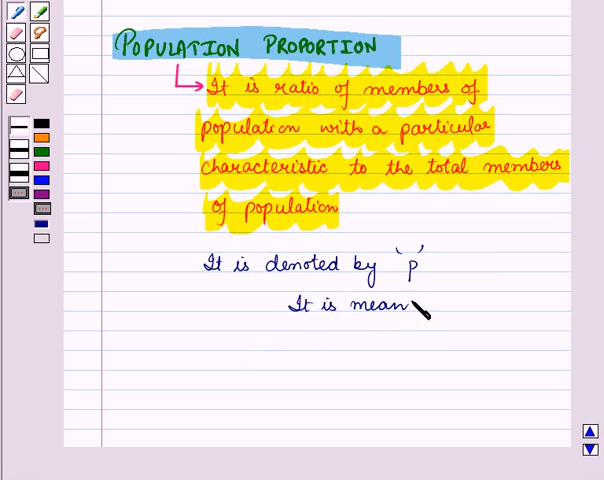 POPULATION PROPORTION
It is ratio of members of
population with a particular
characteristic to the total members
of population
It is denoted by 'p'
It is mean